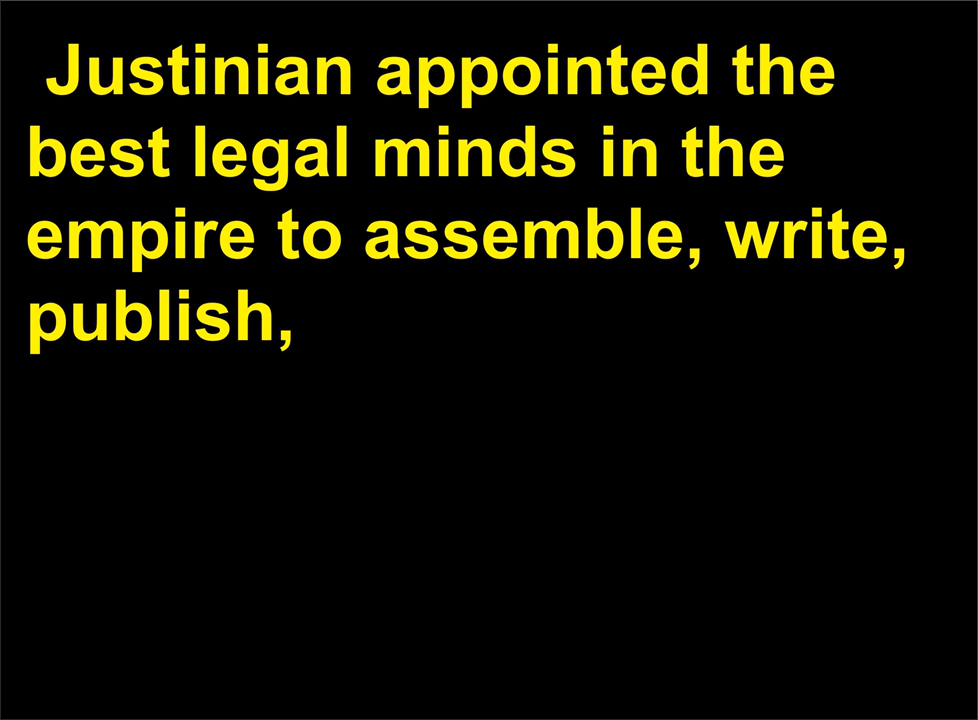 Justinian appointed the
best legal minds in the
empire to assemble, write,
publish,